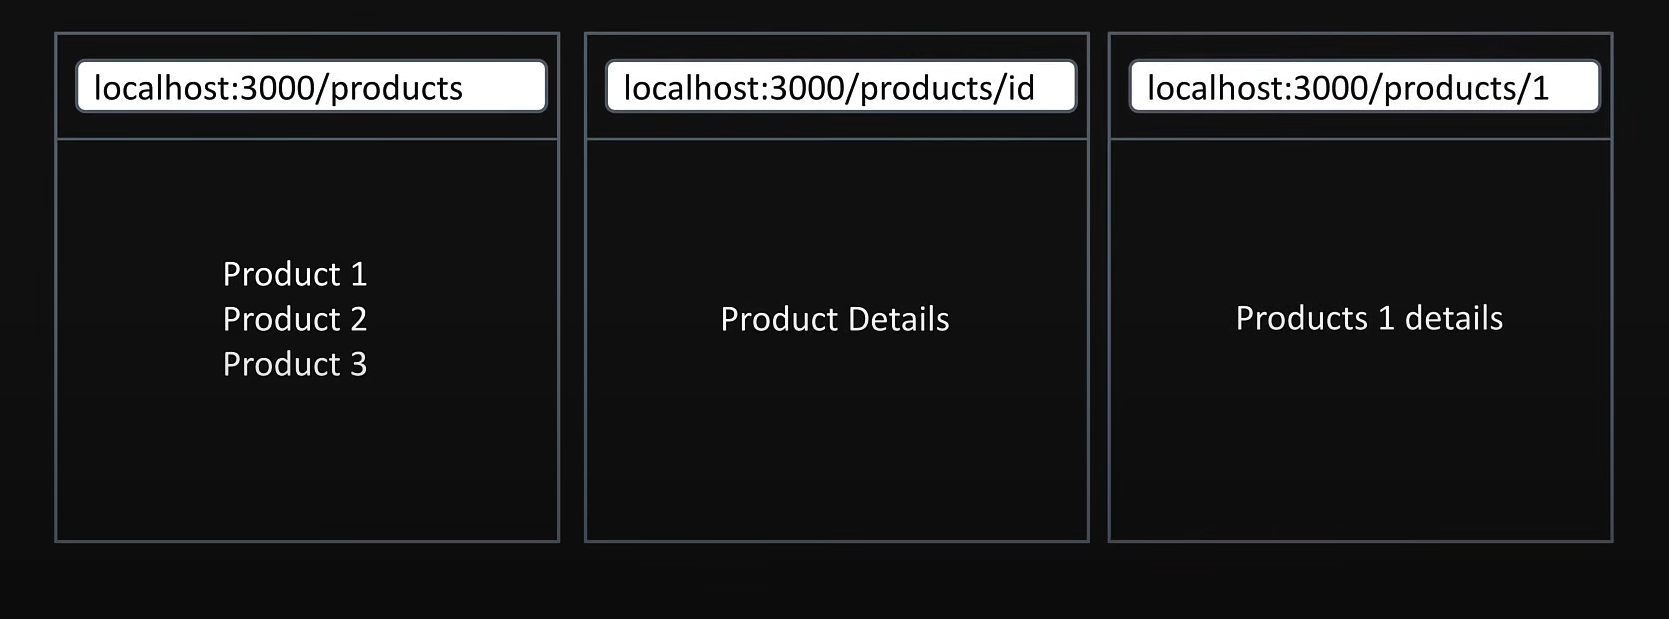 localhost:3000/products
Product 1
Product 2
Product 3
localhost:3000/products/id
Product Details
localhost:3000/products/1
Products 1 details